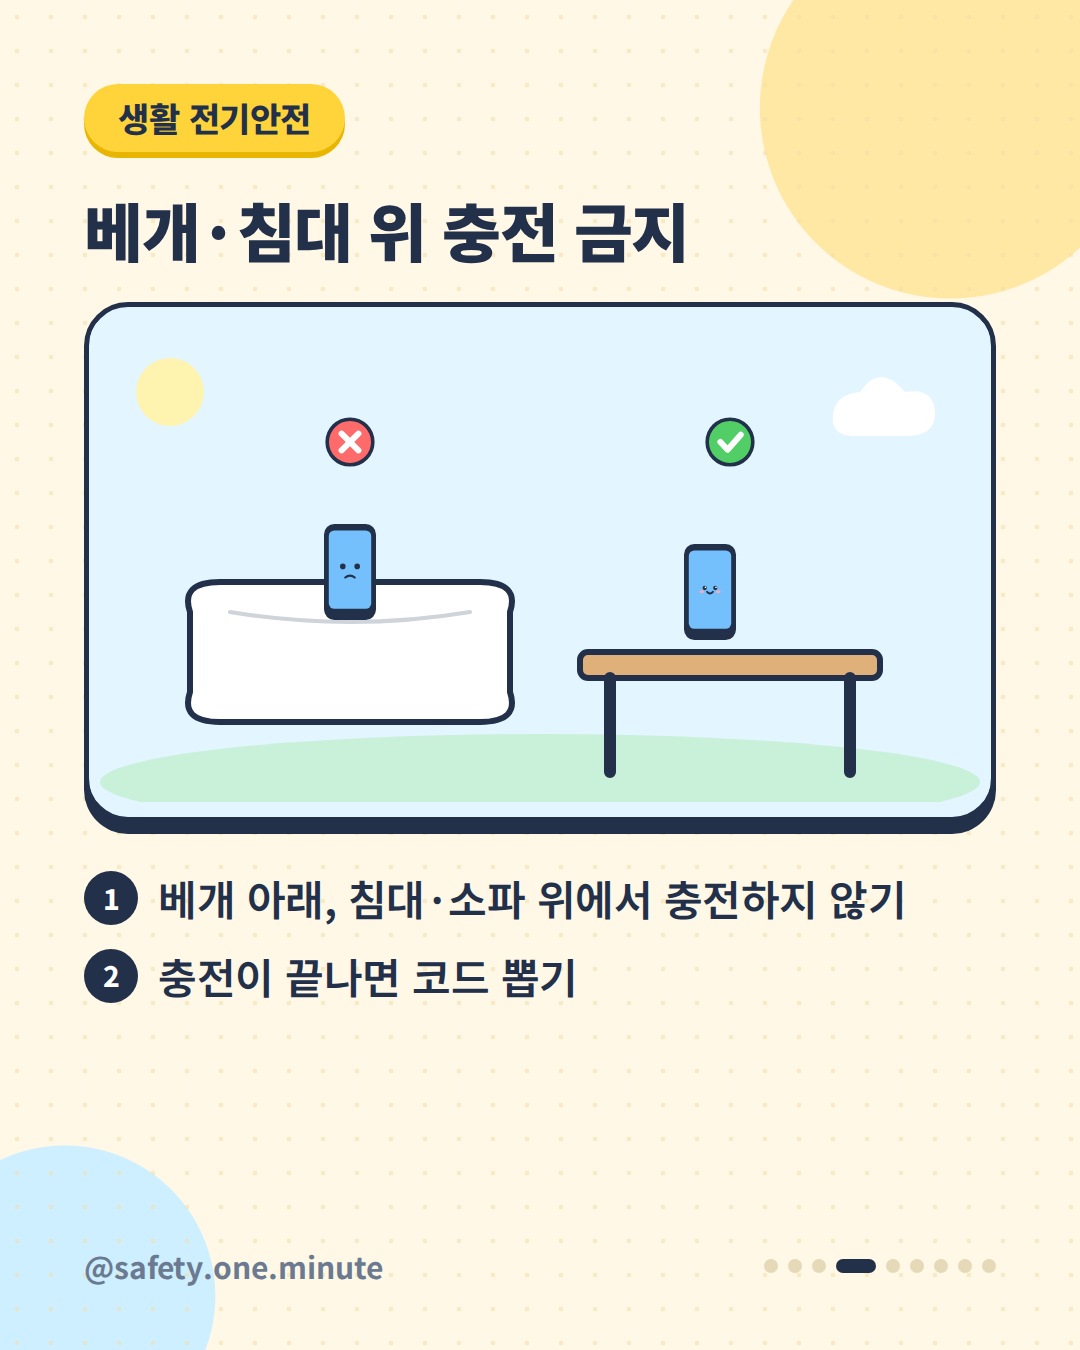 생활 전기안전
베개·침대 위 충전 금지
1 베개 아래, 침대·소파 위에서 충전하지 않기
2 충전이 끝나면 코드 뽑기
@safety.one.minute